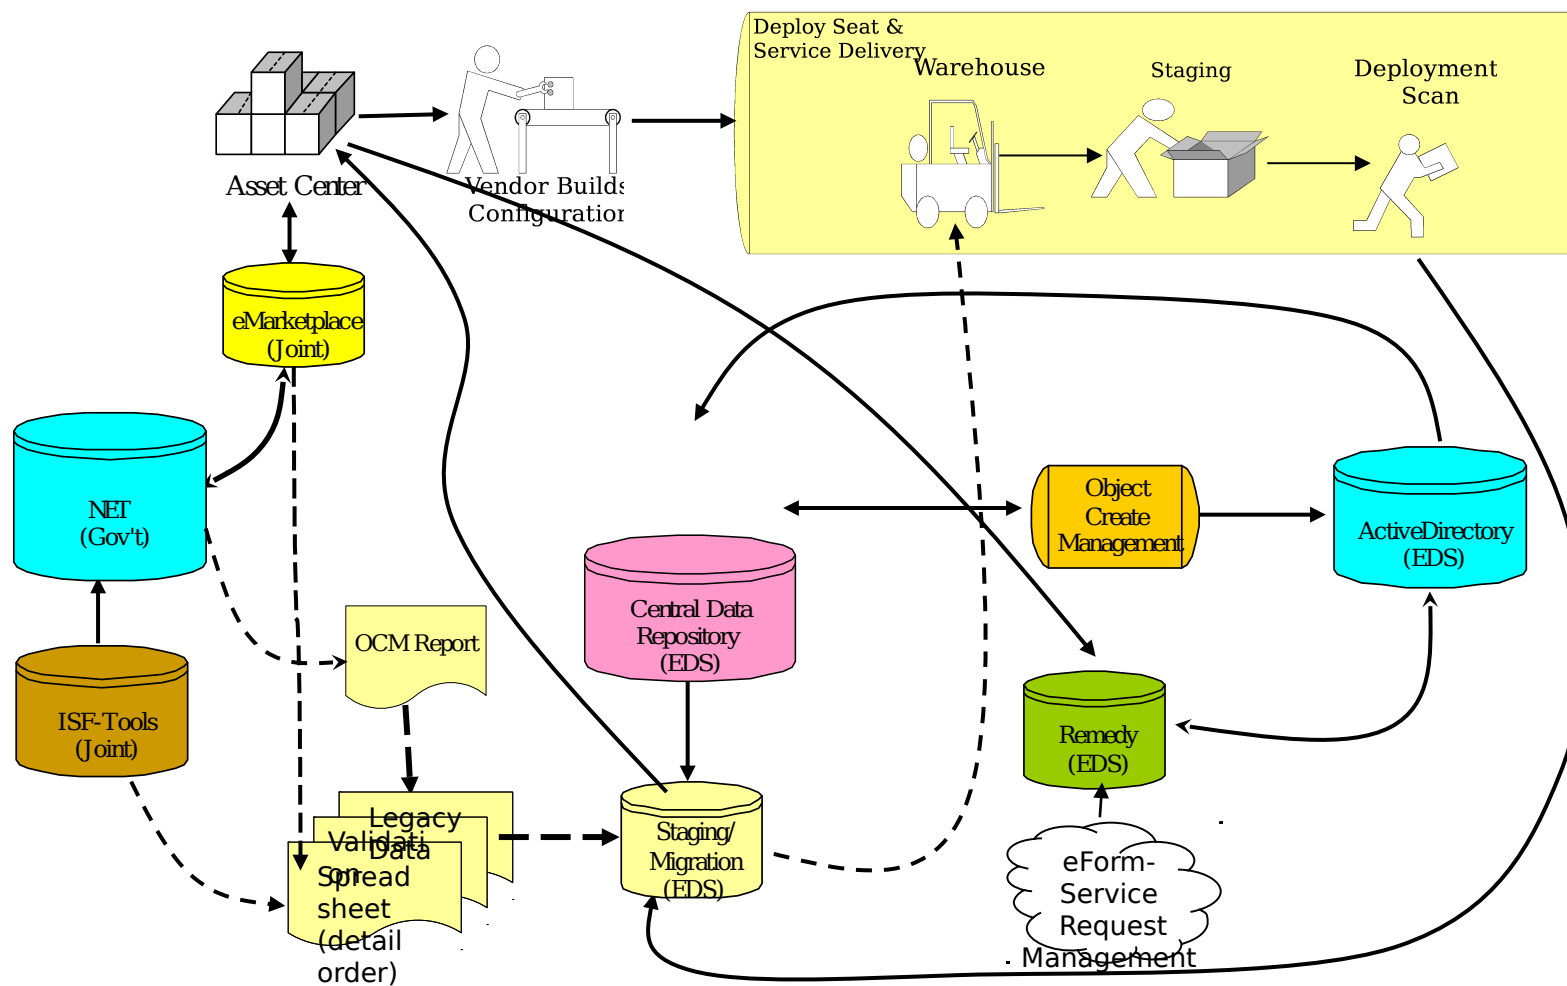 Deploy Seat &
Service Delivery
Warehouse
Staging
Deployment
Scan
Asset Center
Vendor Builds
Configuration
eMarketplace
(Joint)
NET
(Gov't)
Object
Create
Management
ActiveDirectory
(EDS)
Central Data
Repository
(EDS)
OCM Report
ISF-Tools
(Joint)
Remedy
(EDS)
Legacy
Data
Validati
on
Spread
sheet
(detail
order)
Staging/
Migration
(EDS)
eForm-
Service
Request
Management